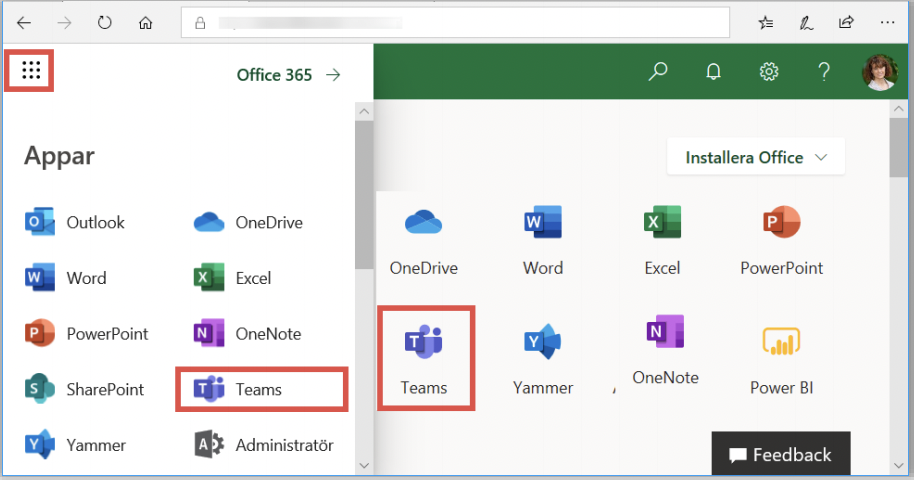 Office 365 →
Appar
Outlook
OneDrive
Word
Excel
PowerPoint
OneNote
SharePoint
Teams
Yammer
Administratör
Installera Office
OneDrive
Word
Excel
PowerPoint
Teams
Yammer
OneNote
Power BI
Feedback